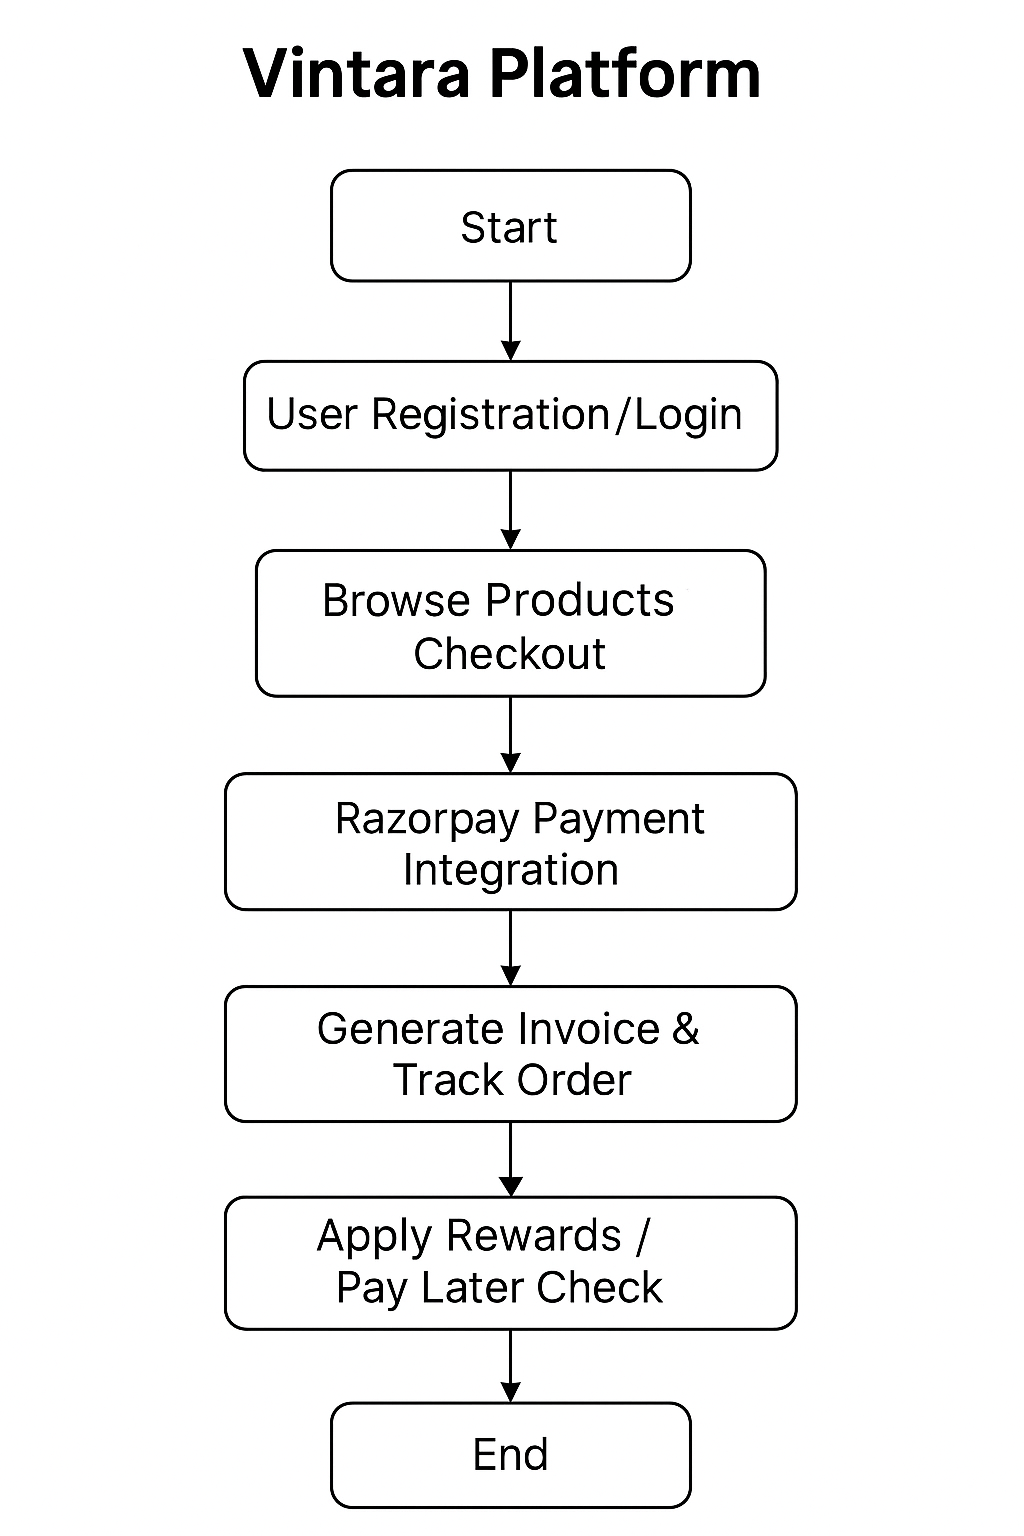 Vintara Platform
Start
User Registration/Login
Browse Products
Checkout
Razorpay Payment
Integration
Generate Invoice &
Track Order
Apply Rewards /
Pay Later Check
End